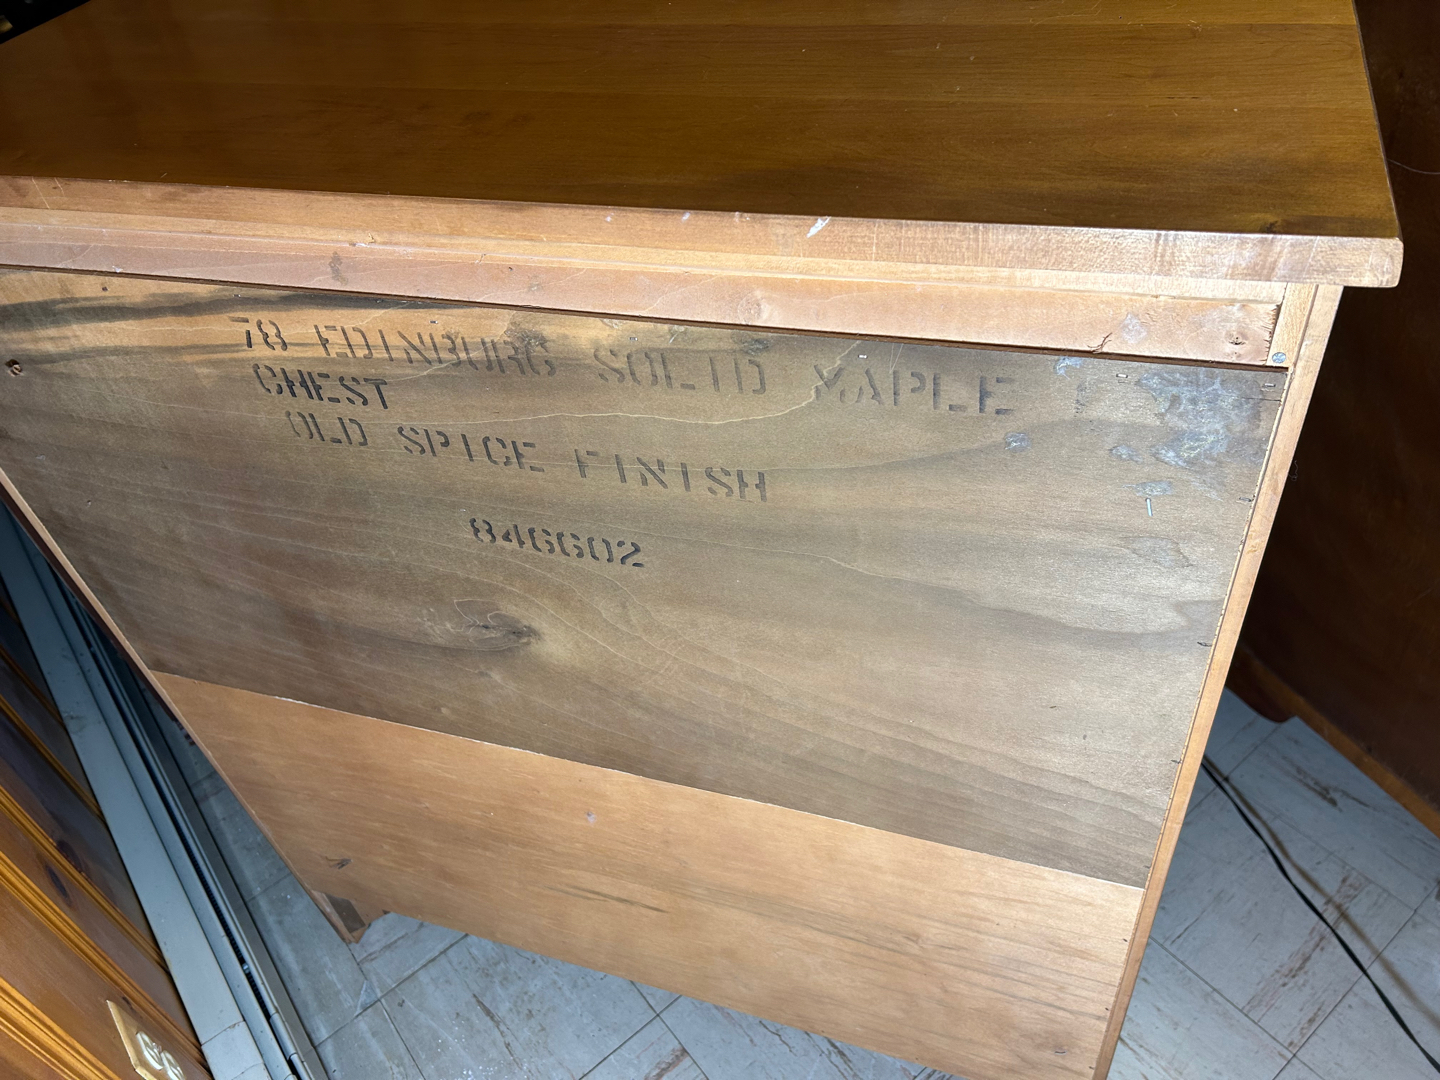 78 EDINBURG SOLID MAPLE
CHEST
OLD SPICE FINISH
846602